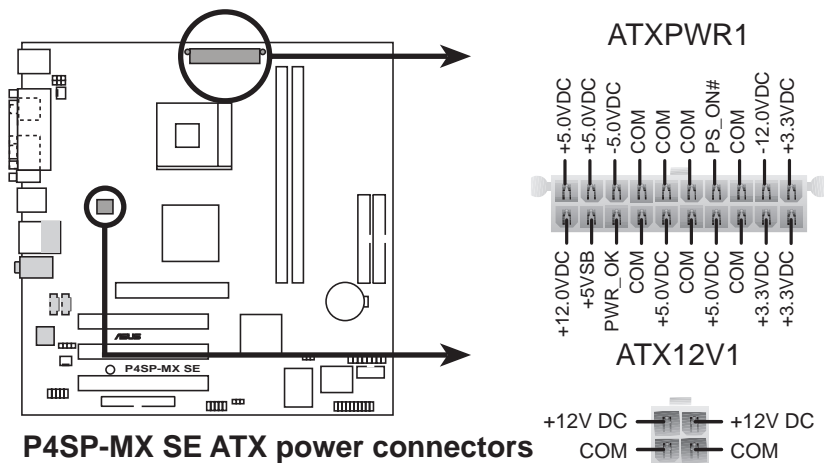 ATXPWR1
+5.0VDC
+5.0VDC
-5.0VDC
COM
COM
COM
PS_ON#
COM
-12.0VDC
+3.3VDC
+12.0VDC
+5VSB
PWR_OK
COM
+5.0VDC
COM
+5.0VDC
COM
+3.3VDC
+3.3VDC
ATX12V1
+12V DC
+12V DC
COM
COM
ASUS
P4SP-MX SE
P4SP-MX SE ATX power connectors